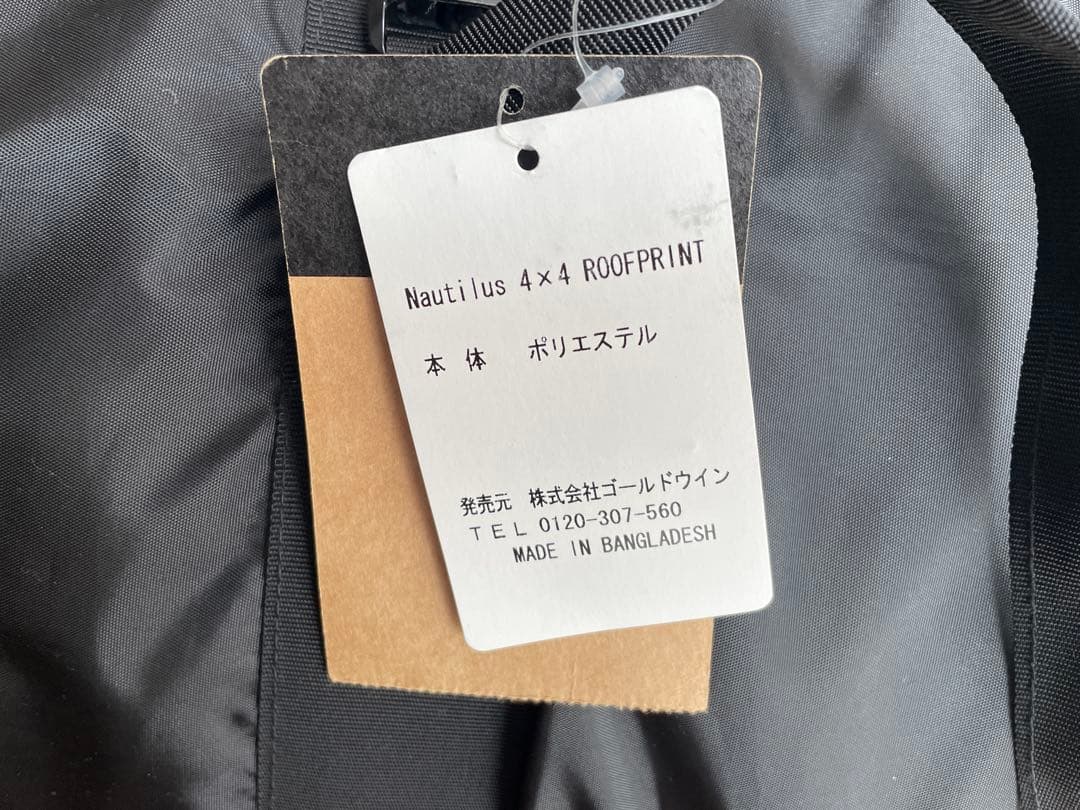 Nautilus 4×4 ROOFPRINT
本 体 ポリエステル
発売元 株式会社ゴールドウイン
TEL 0120-307-560
MADE IN BANGLADESH